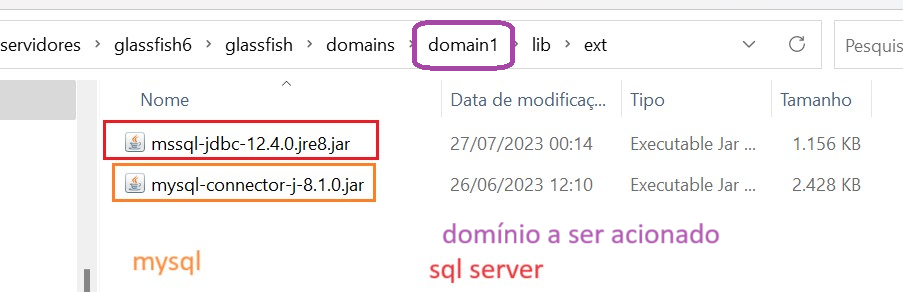 servidores > glassfish6 > glassfish > domains > domain1 > lib > ext
Pesquis
Nome Data de modificaç... Tipo Tamanho
mssql-jdbc-12.4.0.jre8.jar 27/07/2023 00:14 Executable Jar ... 1.156 KB
mysql-connector-j-8.1.0.jar 26/06/2023 12:10 Executable Jar ... 2.428 KB
domínio a ser acionado
mysql
sql server